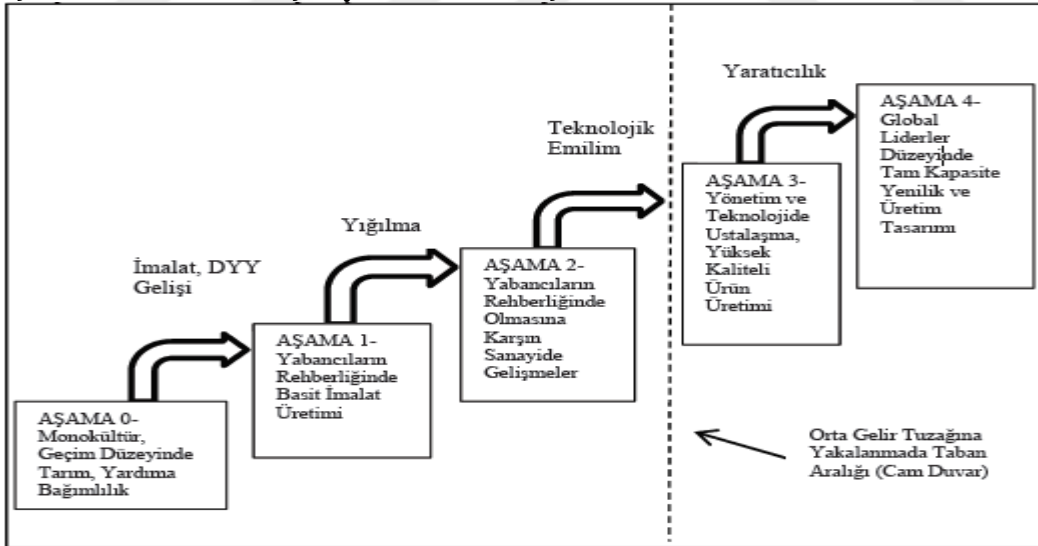 Yaratıcılık
AŞAMA 4-
Global
Liderler
Düzeyinde
Tam Kapasite
Yenilik ve
Üretim
Tasarımı
Teknolojik
Emilim
AŞAMA 3-
Yönetim ve
Teknolojide
Ustalaşma,
Yüksek
Kaliteli
Ürün
Üretimi
Yığılma
AŞAMA 2-
Yabancıların
Rehberliğinde
Olmasına
Karşın
Sanayide
Gelişmeler
İmalat, DYY
Gelişi
AŞAMA 1-
Yabancıların
Rehberliğinde
Basit İmalat
Üretimi
AŞAMA 0-
Monokültür,
Geçim Düzeyinde
Tarım, Yardıma
Bağımlılık
Orta Gelir Tuzağına
Yakalanmada Taban
Aralığı (Cam Duvar)